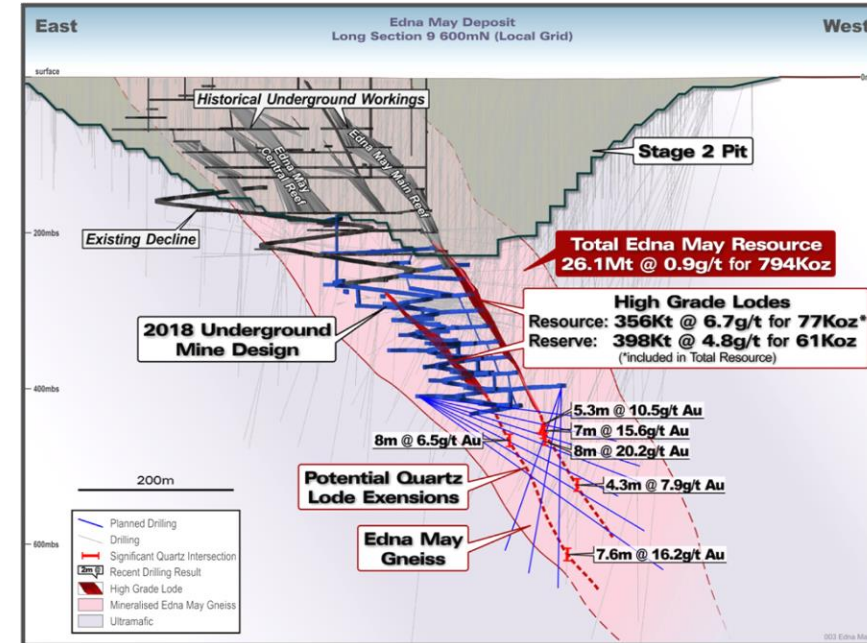 East
Edna May Deposit
Long Section 9 600mN (Local Grid)
West
surface
Historical Underground Workings
Edna May Central Reef
Edna May Main Reef
Stage 2 Pit
200mbs
Existing Decline
Total Edna May Resource
26.1Mt @ 0.9g/t for 794Koz
High Grade Lodes
Resource: 356Kt @ 6.7g/t for 77Koz*
Reserve: 398Kt @ 4.8g/t for 61Koz
(*included in Total Resource)
2018 Underground
Mine Design
400mbs
5.3m @ 10.5g/t Au
7m @ 15.6g/t Au
8m @ 20.2g/t Au
8m @ 6.5g/t Au
4.3m @ 7.9g/t Au
200m
Potential Quartz
Lode Exensions
Edna May
Gneiss
7.6m @ 16.2g/t Au
600mbs
Planned Drilling
Drilling
Significant Quartz Intersection
2m @ Recent Drilling Result
High Grade Lode
Mineralised Edna May Gneiss
Ultramafic
003 Edna Ma